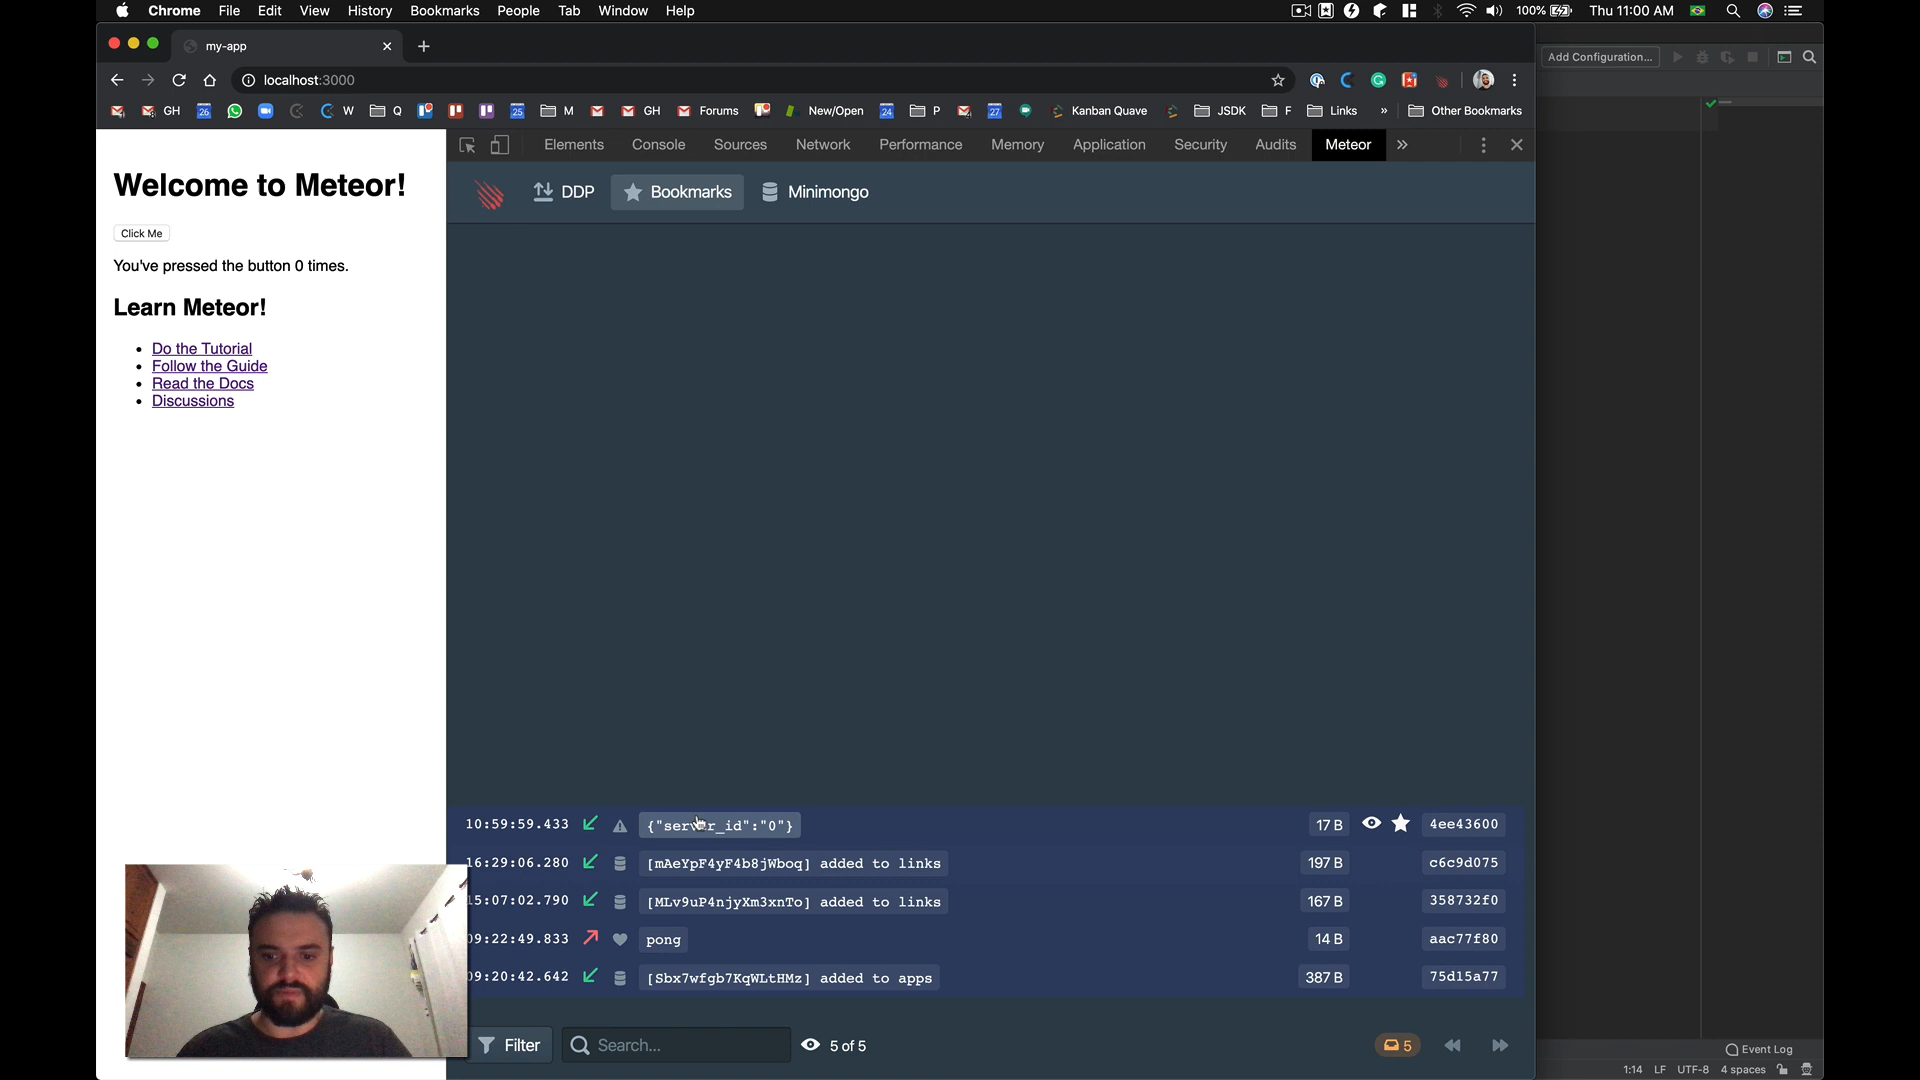 Chrome File Edit View History Bookmarks People Tab Window Help 100% Thu 11:00 AM
my-app
Add Configuration...
localhost:3000
GH 26 W Q 25 M GH Forums New/Open 24 P 27 Kanban Quave JSDK F Links » Other Bookmarks
Elements Console Sources Network Performance Memory Application Security Audits Meteor »
DDP Bookmarks Minimongo
Welcome to Meteor!
Click Me
You've pressed the button 0 times.
Learn Meteor!
• Do the Tutorial
• Follow the Guide
• Read the Docs
• Discussions
10:59:59.433 {"server_id":"0"} 17 B 4ee43600
16:29:06.280 [mAeYpF4yF4b8jWboq] added to links 197 B c6c9d075
15:07:02.790 [MLv9uP4njyXm3xnTo] added to links 167 B 358732f0
09:22:49.833 pong 14 B aac77f80
09:20:42.642 [Sbx7wfgb7KqWLtHMz] added to apps 387 B 75d15a77
Filter Search... 5 of 5 5
Event Log
1:14 LF UTF-8 4 spaces